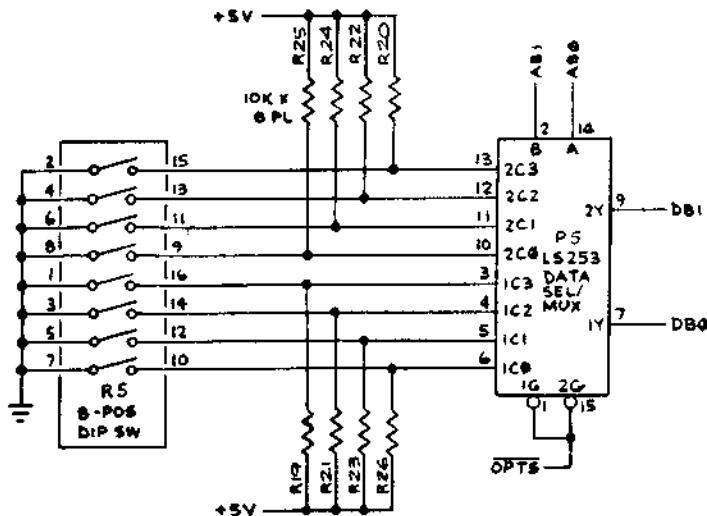 +5V
R25
R24
R22
R20
10K X
8 PL
AB1
AB0
2
14
B
A
2
15
13
2C3
4
13
12
2C2
6
11
11
2C1
8
9
10
2C0
1
16
3
1C3
3
14
4
1C2
5
12
5
1C1
7
10
6
1C0
2Y
9
DB1
P5
LS253
DATA
SEL/
MUX
1Y
7
DB0
R5
8-POS
DIP SW
1G
2G
1
15
OPTS
R19
R21
R23
R26
+5V